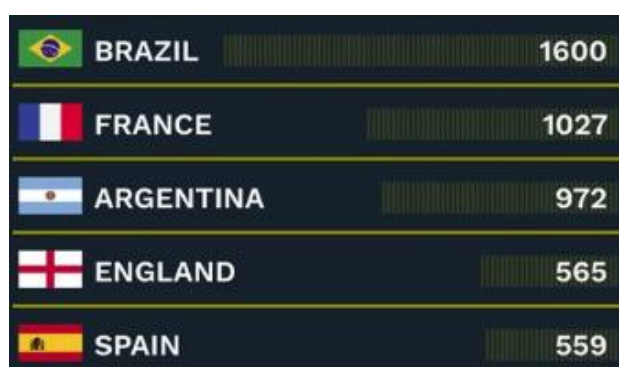 BRAZIL 1600
FRANCE 1027
ARGENTINA 972
ENGLAND 565
SPAIN 559